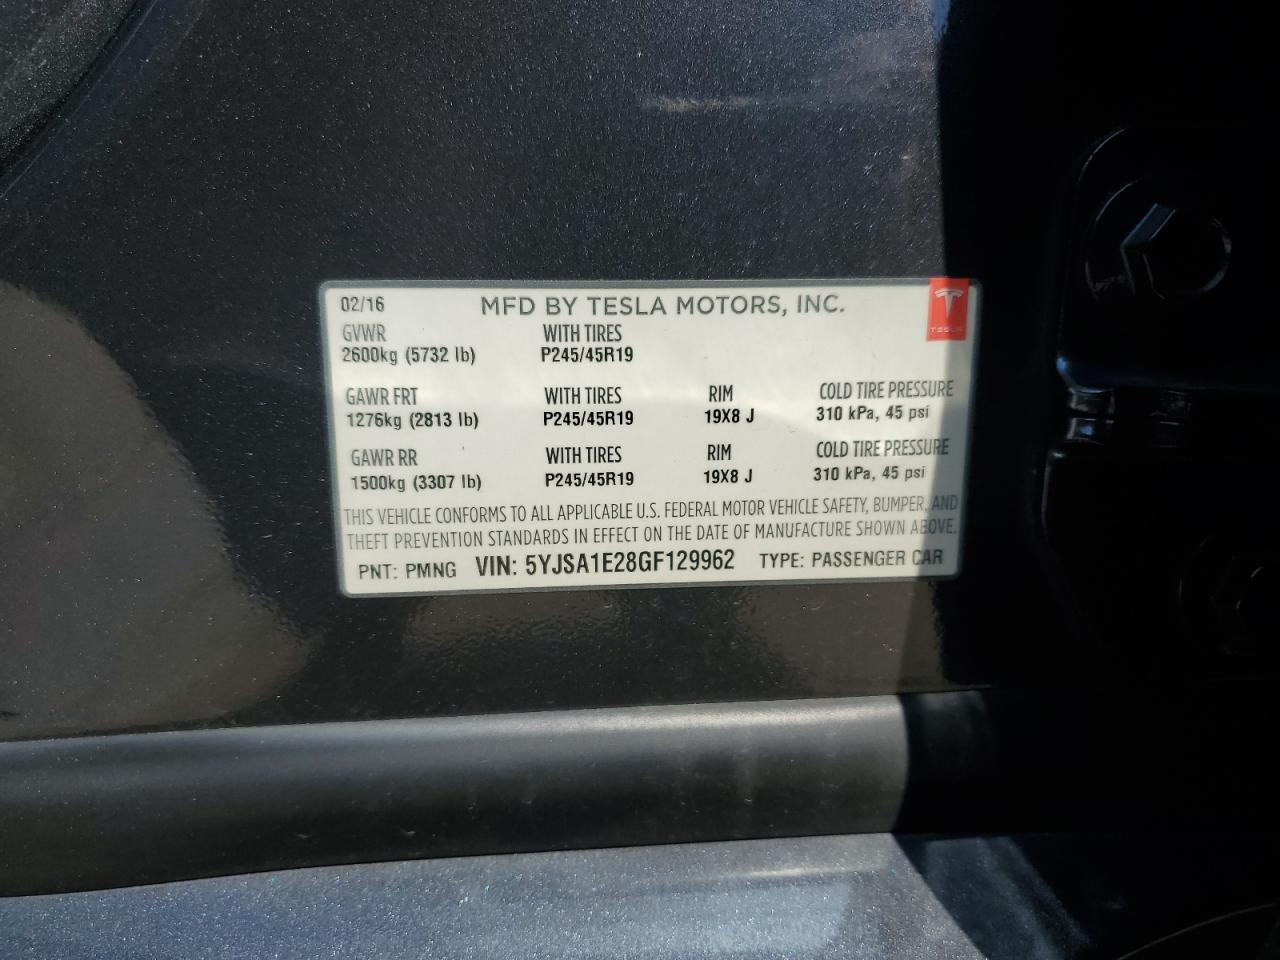 02/16 MFD BY TESLA MOTORS, INC.
GVWR WITH TIRES
2600kg (5732 lb) P245/45R19
TESLA
GAWR FRT WITH TIRES RIM COLD TIRE PRESSURE
1276kg (2813 lb) P245/45R19 19X8 J 310 kPa, 45 psi
GAWR RR WITH TIRES RIM COLD TIRE PRESSURE
1500kg (3307 lb) P245/45R19 19X8 J 310 kPa, 45 psi
THIS VEHICLE CONFORMS TO ALL APPLICABLE U.S. FEDERAL MOTOR VEHICLE SAFETY, BUMPER, AND
THEFT PREVENTION STANDARDS IN EFFECT ON THE DATE OF MANUFACTURE SHOWN ABOVE.
PNT: PMNG VIN: 5YJSA1E28GF129962 TYPE: PASSENGER CAR